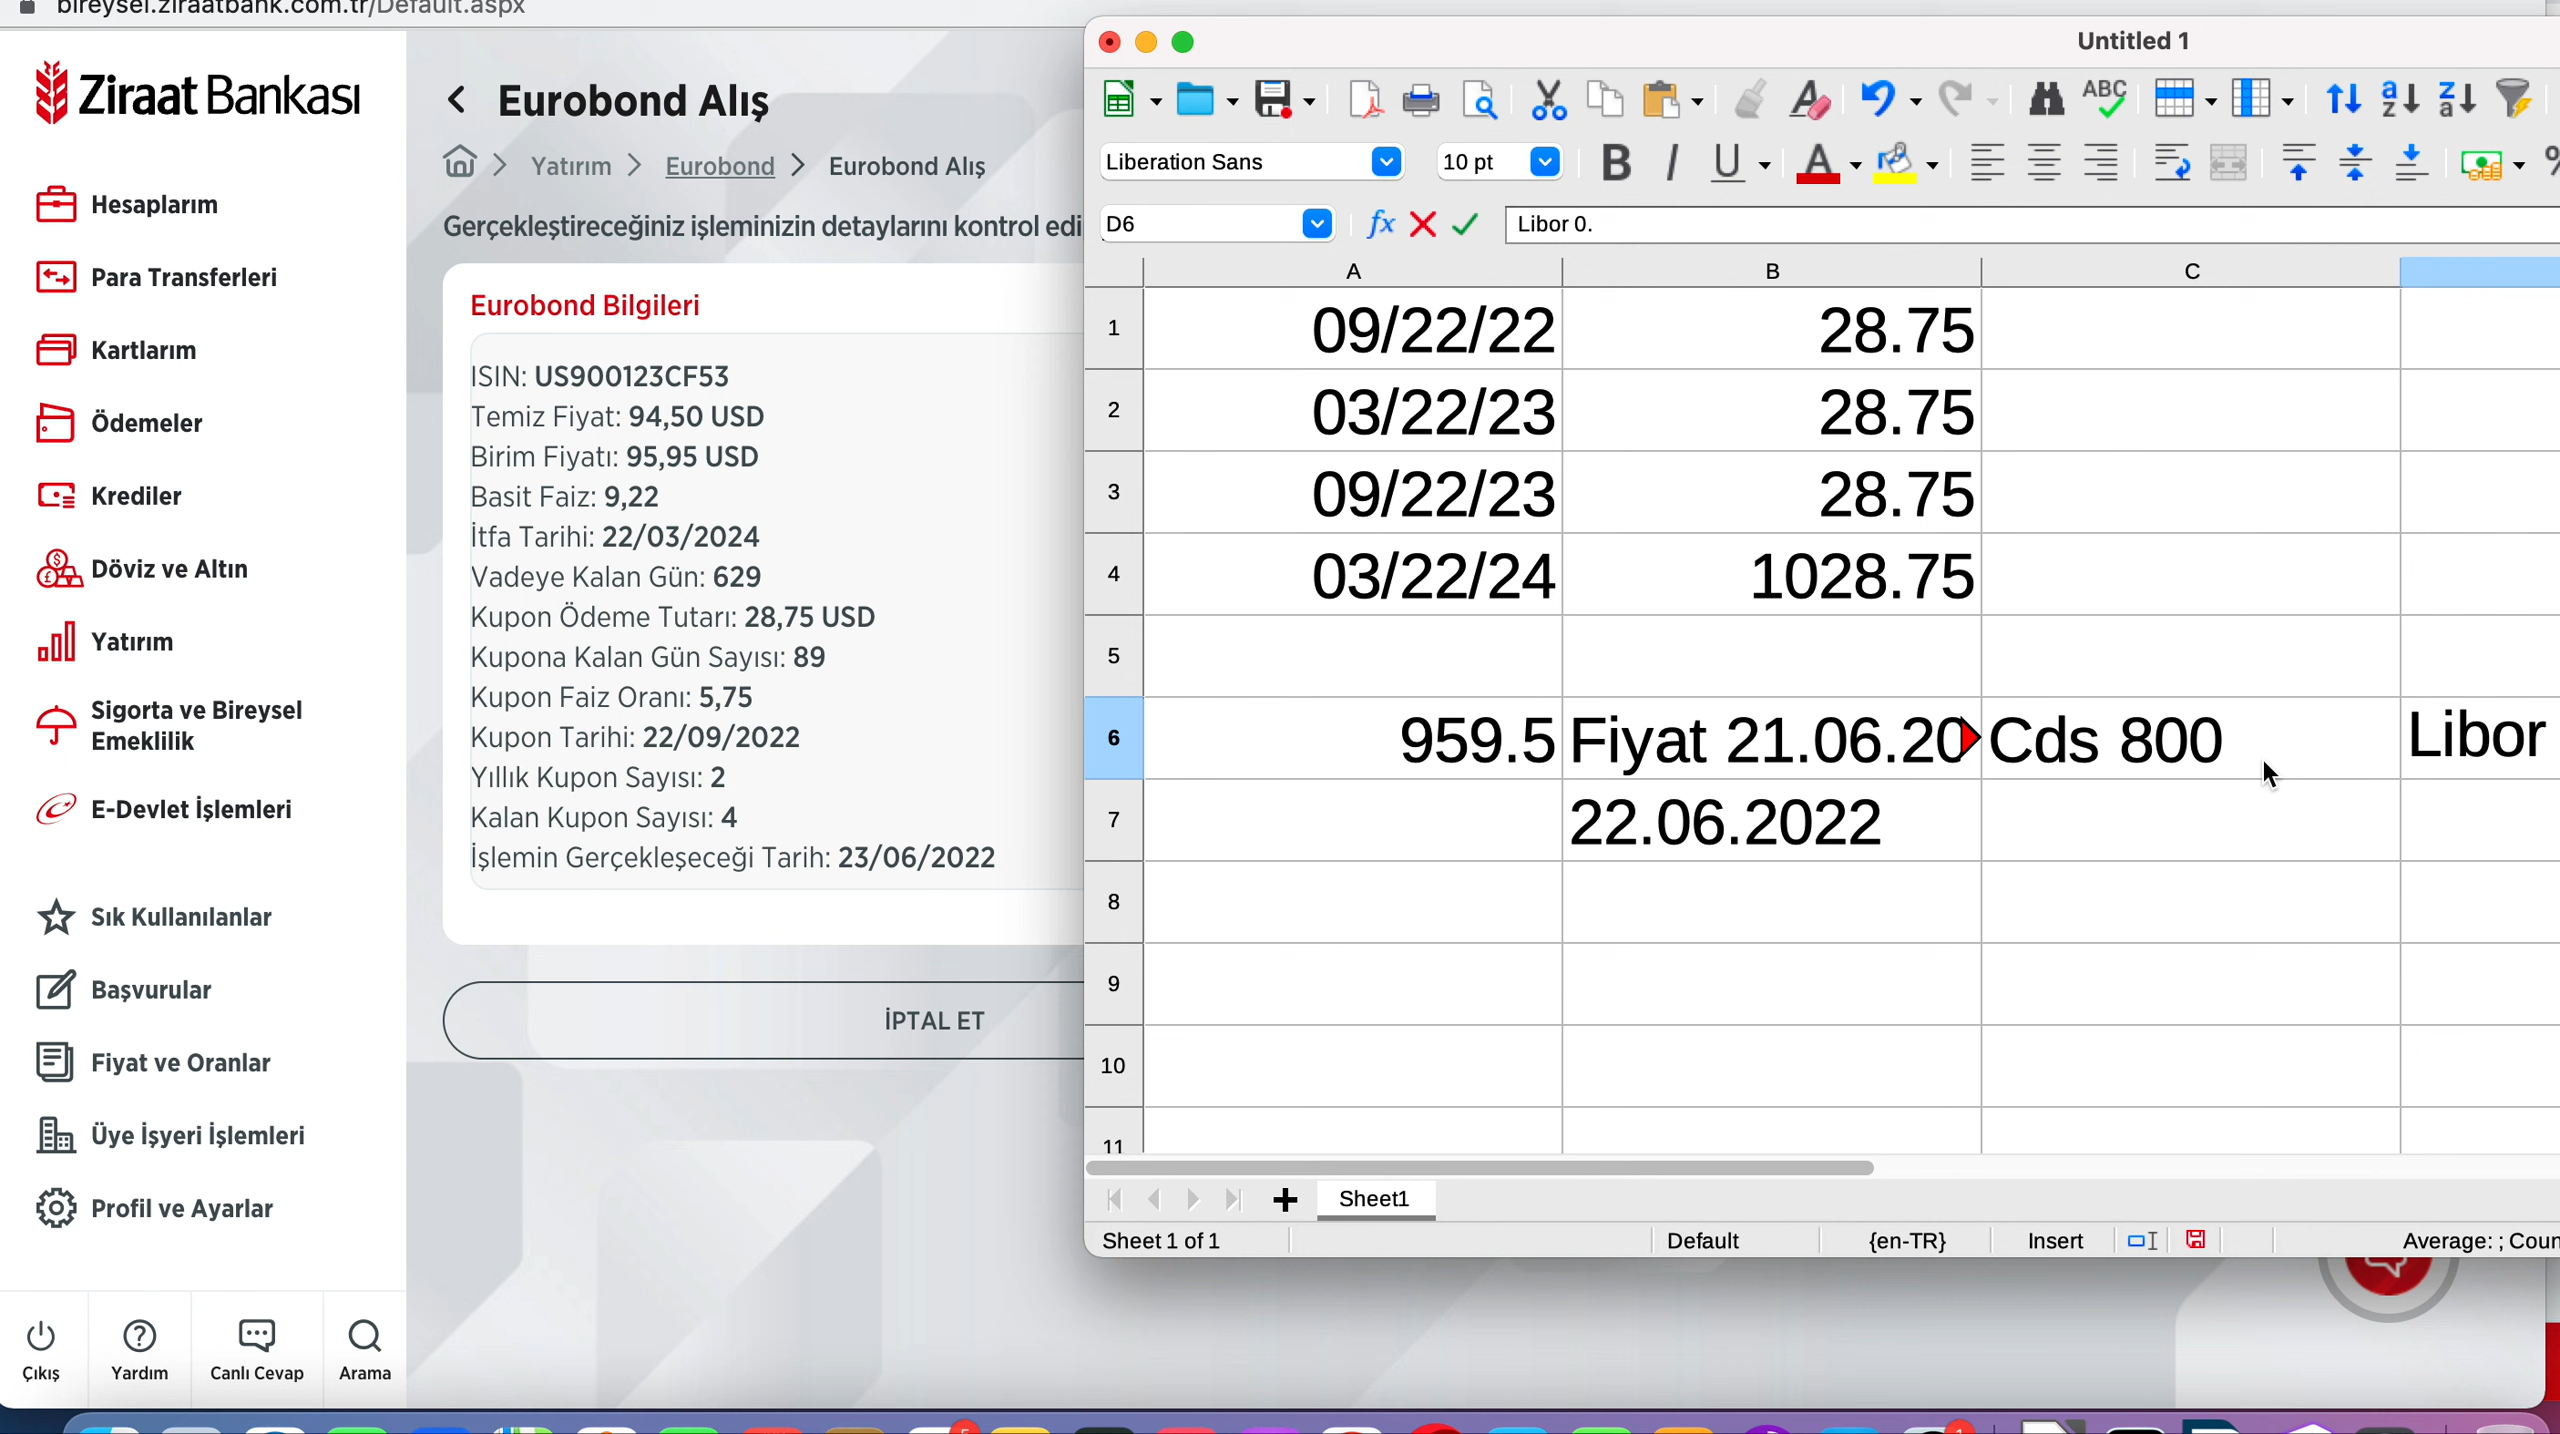 bireysel.ziraatbank.com.tr/Default.aspx
Ziraat Bankası
Hesaplarım
Para Transferleri
Kartlarım
Ödemeler
Krediler
Döviz ve Altın
Yatırım
Sigorta ve Bireysel
Emeklilik
E-Devlet İşlemleri
Sık Kullanılanlar
Başvurular
Fiyat ve Oranlar
Üye İşyeri İşlemleri
Profil ve Ayarlar
Çıkış
Yardım
Canlı Cevap
Arama
Eurobond Alış
Yatırım > Eurobond > Eurobond Alış
Gerçekleştireceğiniz işleminizin detaylarını kontrol edi
Eurobond Bilgileri
ISIN: US900123CF53
Temiz Fiyat: 94,50 USD
Birim Fiyatı: 95,95 USD
Basit Faiz: 9,22
İtfa Tarihi: 22/03/2024
Vadeye Kalan Gün: 629
Kupon Ödeme Tutarı: 28,75 USD
Kupona Kalan Gün Sayısı: 89
Kupon Faiz Oranı: 5,75
Kupon Tarihi: 22/09/2022
Yıllık Kupon Sayısı: 2
Kalan Kupon Sayısı: 4
İşlemin Gerçekleşeceği Tarih: 23/06/2022
İPTAL ET
Untitled 1
ABC
Liberation Sans
10 pt
B I U A
D6
fx
Libor 0.
A B C
1 09/22/22 28.75
2 03/22/23 28.75
3 09/22/23 28.75
4 03/22/24 1028.75
5
6 959.5 Fiyat 21.06.20 Cds 800 Libor
7 22.06.2022
8
9
10
11
Sheet1
Sheet 1 of 1
Default
{en-TR}
Insert
Average: ; Coun